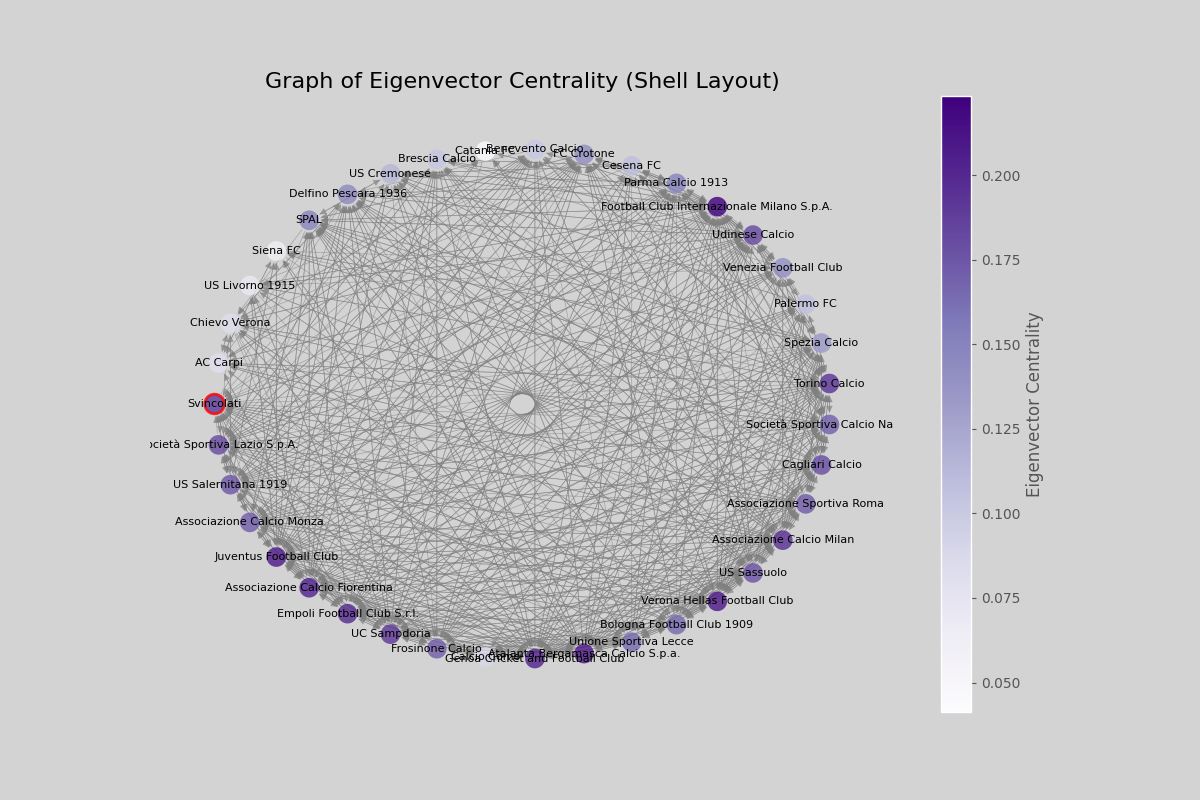 Graph of Eigenvector Centrality (Shell Layout)
Catania FC
Benevento Calcio
FC Crotone
Brescia Calcio
Cesena FC
US Cremonese
Parma Calcio 1913
Delfino Pescara 1936
Football Club Internazionale Milano S.p.A.
SPAL
Udinese Calcio
Siena FC
Venezia Football Club
US Livorno 1915
Palermo FC
Chievo Verona
Spezia Calcio
AC Carpi
Torino Calcio
Svincolati
Società Sportiva Calcio Na
ocietà Sportiva Lazio S.p.A.
Cagliari Calcio
US Salernitana 1919
Associazione Sportiva Roma
Associazione Calcio Monza
Associazione Calcio Milan
Juventus Football Club
US Sassuolo
Associazione Calcio Fiorentina
Verona Hellas Football Club
Empoli Football Club S.r.l.
Bologna Football Club 1909
UC Sampdoria
Unione Sportiva Lecce
Frosinone Calcio
Calcio
Atalanta Bergamasca Calcio S.p.a.
Genoa Cricket and Football Club
0.200
0.175
0.150
0.125
0.100
0.075
0.050
Eigenvector Centrality